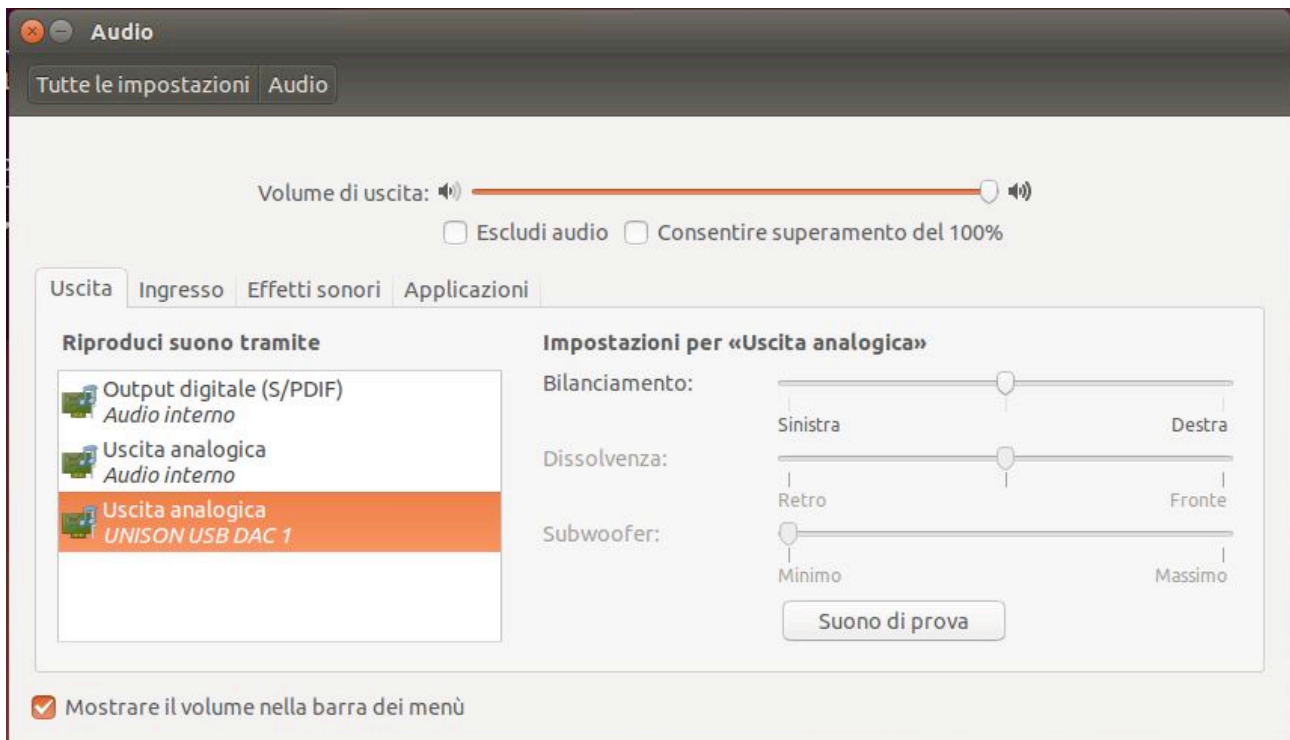 Audio
Tutte le impostazioni Audio
Volume di uscita:
Escludi audio Consentire superamento del 100%
Uscita Ingresso Effetti sonori Applicazioni
Riproduci suono tramite
Output digitale (S/PDIF)
Audio interno
Uscita analogica
Audio interno
Uscita analogica
UNISON USB DAC 1
Impostazioni per «Uscita analogica»
Bilanciamento:
Sinistra Destra
Dissolvenza:
Retro Fronte
Subwoofer:
Minimo Massimo
Suono di prova
Mostrare il volume nella barra dei menù